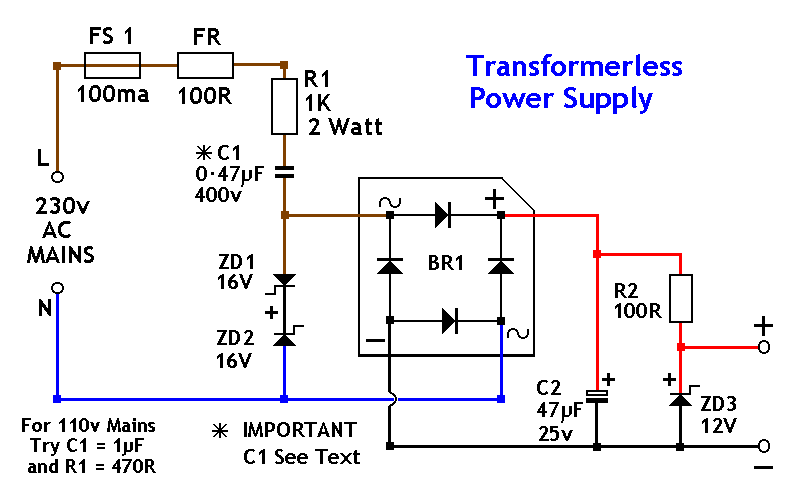 FS 1
FR
100ma
100R
R1
1K
2 Watt
Transformerless
Power Supply
✳ C1
0·47µF
400v
L
230v
AC
MAINS
N
ZD1
16V
+
ZD2
16V
~
+
BR1
−
~
R2
100R
+
C2
47µF
25v
+
+
ZD3
12V
−
For 110v Mains
Try C1 = 1µF
and R1 = 470R
✳ IMPORTANT
C1 See Text